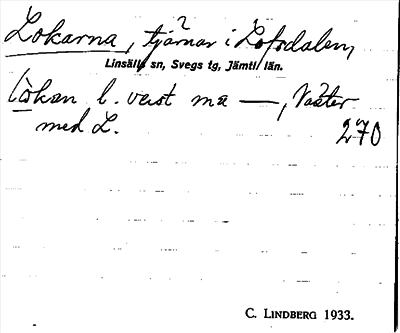 Lokarna, tjärnar i Lofsdalen,
Linsälls sn, Svegs tg, Jämtl. län.
lòkan l. vest ma —, Väster
med L.
270
C. LINDBERG 1933.